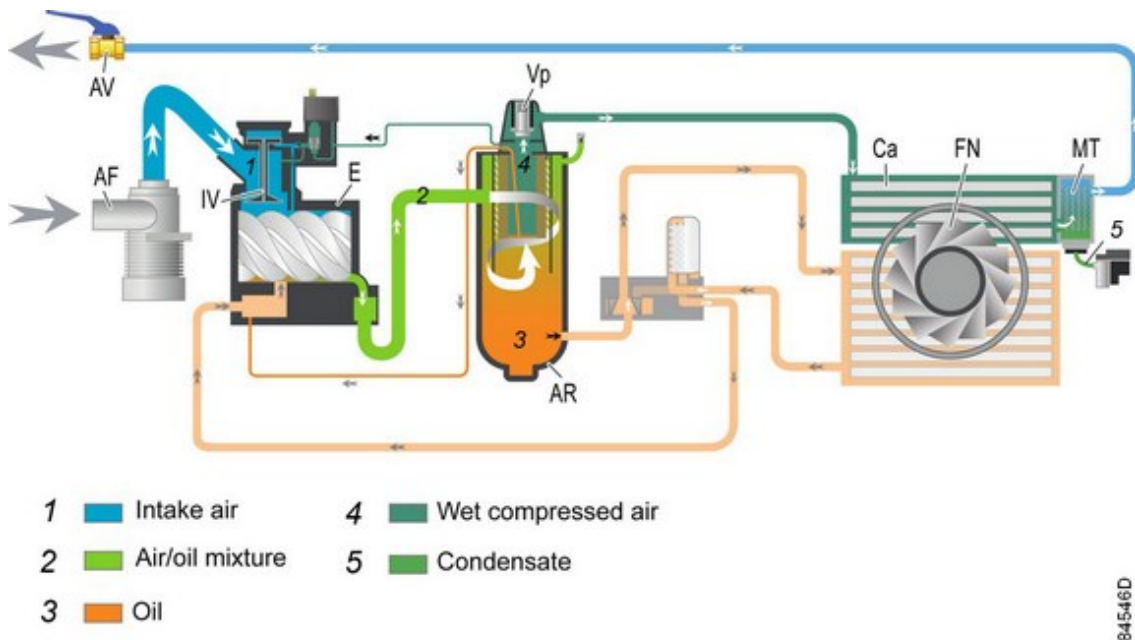 AV
Vp
AF
1
IV
E
2
4
Ca
FN
MT
5
3
AR
1 Intake air
2 Air/oil mixture
3 Oil
4 Wet compressed air
5 Condensate
84546D